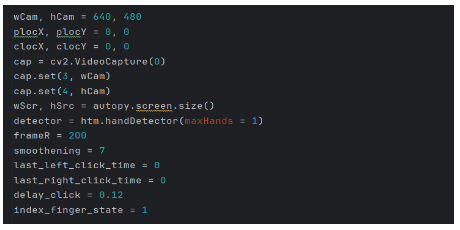 wCam, hCam = 640, 480
plocX, plocY = 0, 0
clocX, clocY = 0, 0
cap = cv2.VideoCapture(0)
cap.set(3, wCam)
cap.set(4, hCam)
wScr, hSrc = autopy.screen.size()
detector = htm.handDetector(maxHands = 1)
frameR = 200
smoothening = 7
last_left_click_time = 0
last_right_click_time = 0
delay_click = 0.12
index_finger_state = 1